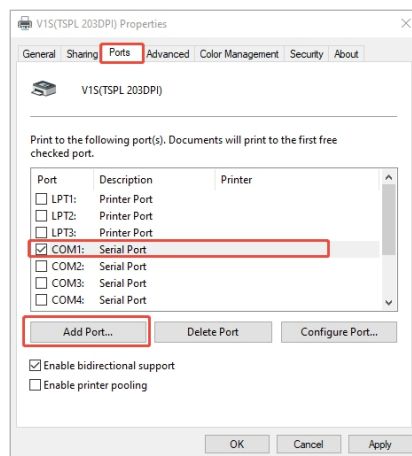 V1S(TSPL 203DPI) Properties
General Sharing Ports Advanced Color Management Security About
V1S(TSPL 203DPI)
Print to the following port(s). Documents will print to the first free
checked port.
Port Description Printer
LPT1: Printer Port
LPT2: Printer Port
LPT3: Printer Port
COM1: Serial Port
COM2: Serial Port
COM3: Serial Port
COM4: Serial Port
Add Port... Delete Port Configure Port...
Enable bidirectional support
Enable printer pooling
OK Cancel Apply